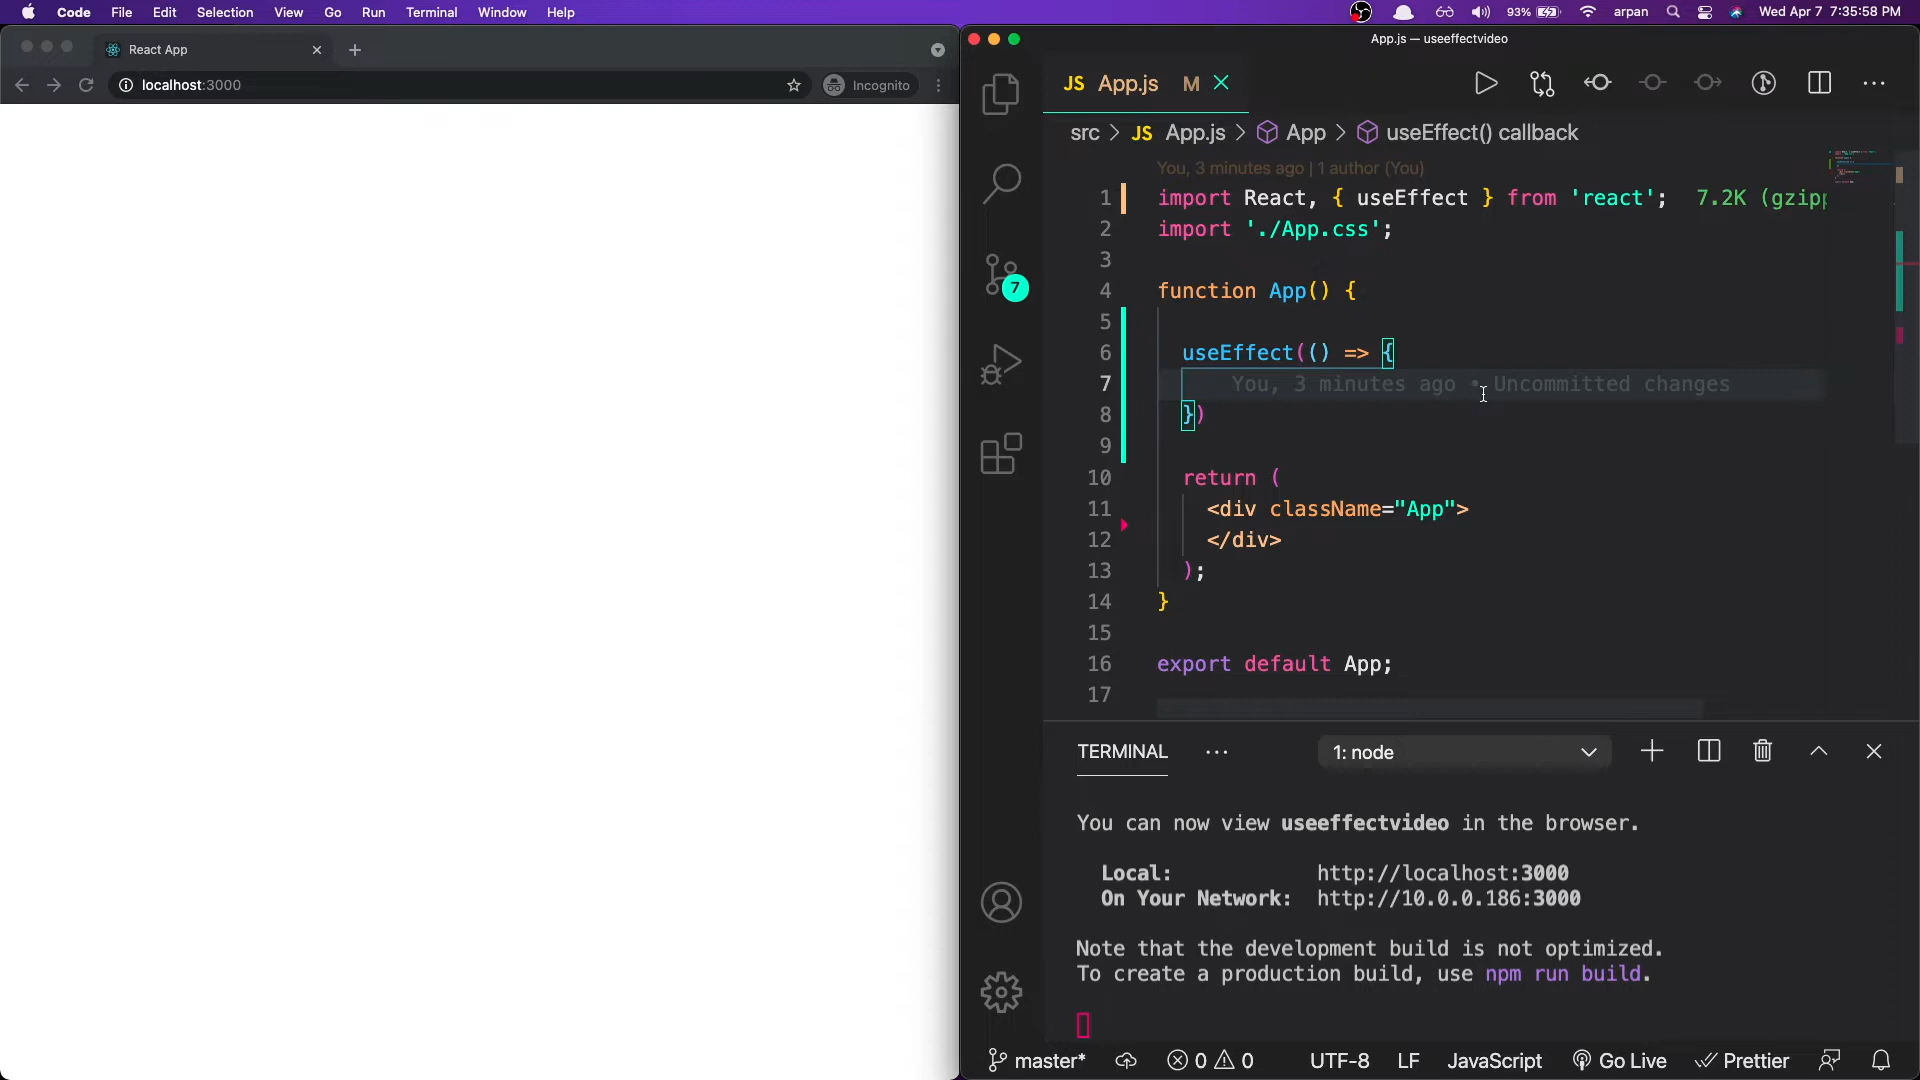 Code File Edit Selection View Go Run Terminal Window Help 93% arpan Wed Apr 7 7:35:58 PM
React App
localhost:3000 Incognito
App.js — useeffectvideo
JS App.js M
src > JS App.js > App > useEffect() callback
You, 3 minutes ago | 1 author (You)
1 import React, { useEffect } from 'react'; 7.2K (gzipp
2 import './App.css';
3
4 function App() {
5
6 useEffect(() => {
7 You, 3 minutes ago • Uncommitted changes
8 })
9
10 return (
11 <div className="App">
12 </div>
13 );
14 }
15
16 export default App;
17
7
TERMINAL ··· 1: node
You can now view useeffectvideo in the browser.
Local: http://localhost:3000
On Your Network: http://10.0.0.186:3000
Note that the development build is not optimized.
To create a production build, use npm run build.
master* 0 0 UTF-8 LF JavaScript Go Live Prettier